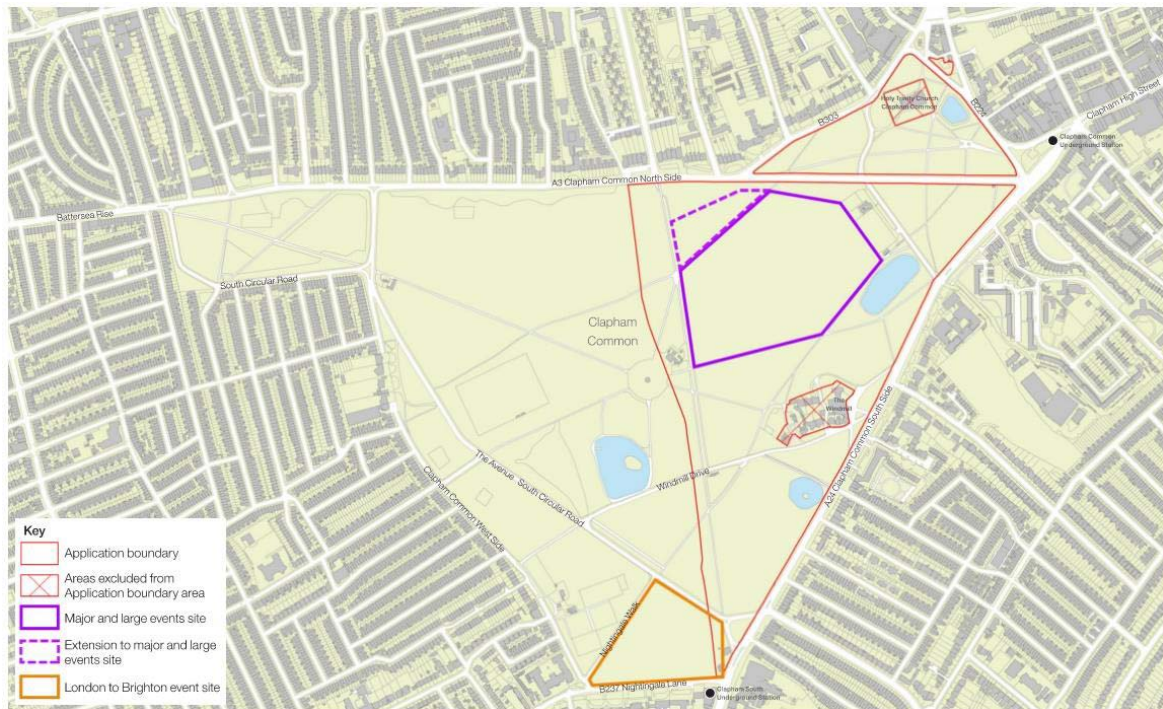 Holy Trinity Church
Clapham Common
B303
B224
Clapham High Street
Clapham Common
Underground Station
A3 Clapham Common North Side
Battersea Rise
South Circular Road
Clapham
Common
The
Windmill
A24 Clapham Common South Side
Windmill Drive
The Avenue - South Circular Road
Clapham Common West Side
Nightingale Walk
B237 Nightingale Lane
Clapham South
Underground Station
Key
Application boundary
Areas excluded from
Application boundary area
Major and large events site
Extension to major and large
events site
London to Brighton event site